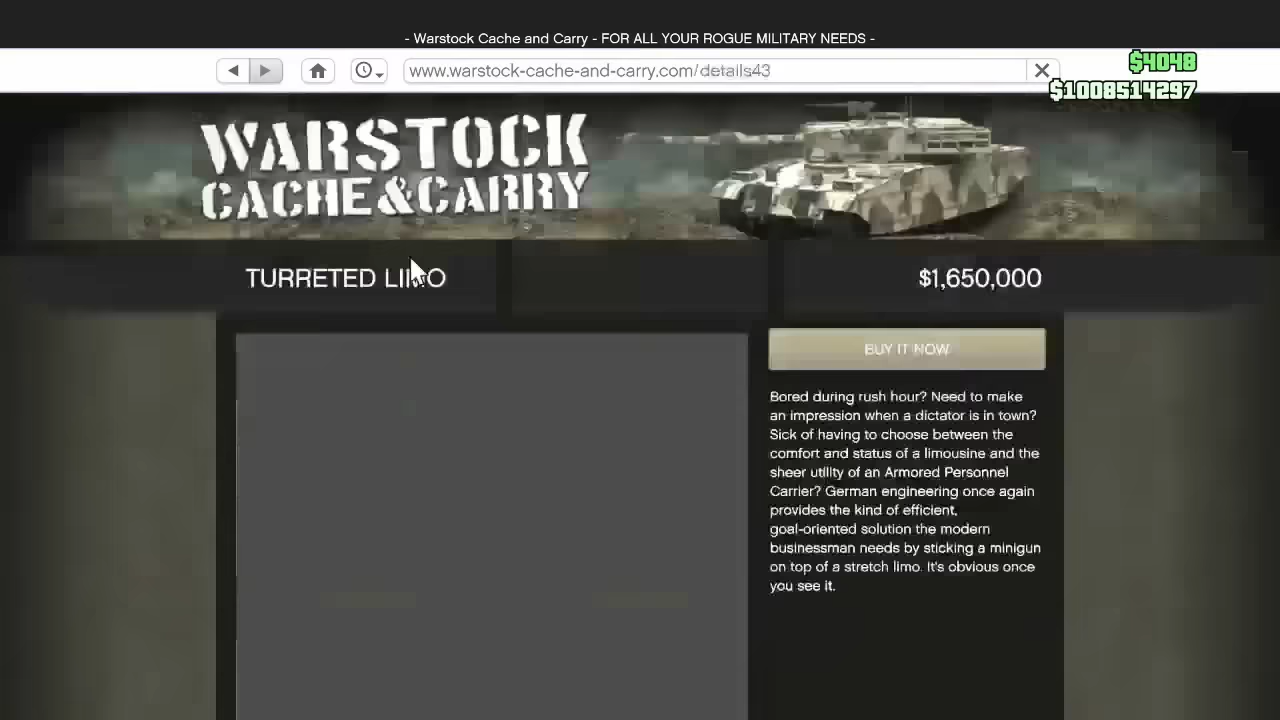 - Warstock Cache and Carry - FOR ALL YOUR ROGUE MILITARY NEEDS -
www.warstock-cache-and-carry.com/details43
$4048
$1008514297
WARSTOCK
CACHE&CARRY
TURRETED LIMO
$1,650,000
BUY IT NOW
Bored during rush hour? Need to make
an impression when a dictator is in town?
Sick of having to choose between the
comfort and status of a limousine and the
sheer utility of an Armored Personnel
Carrier? German engineering once again
provides the kind of efficient,
goal-oriented solution the modern
businessman needs by sticking a minigun
on top of a stretch limo. It's obvious once
you see it.